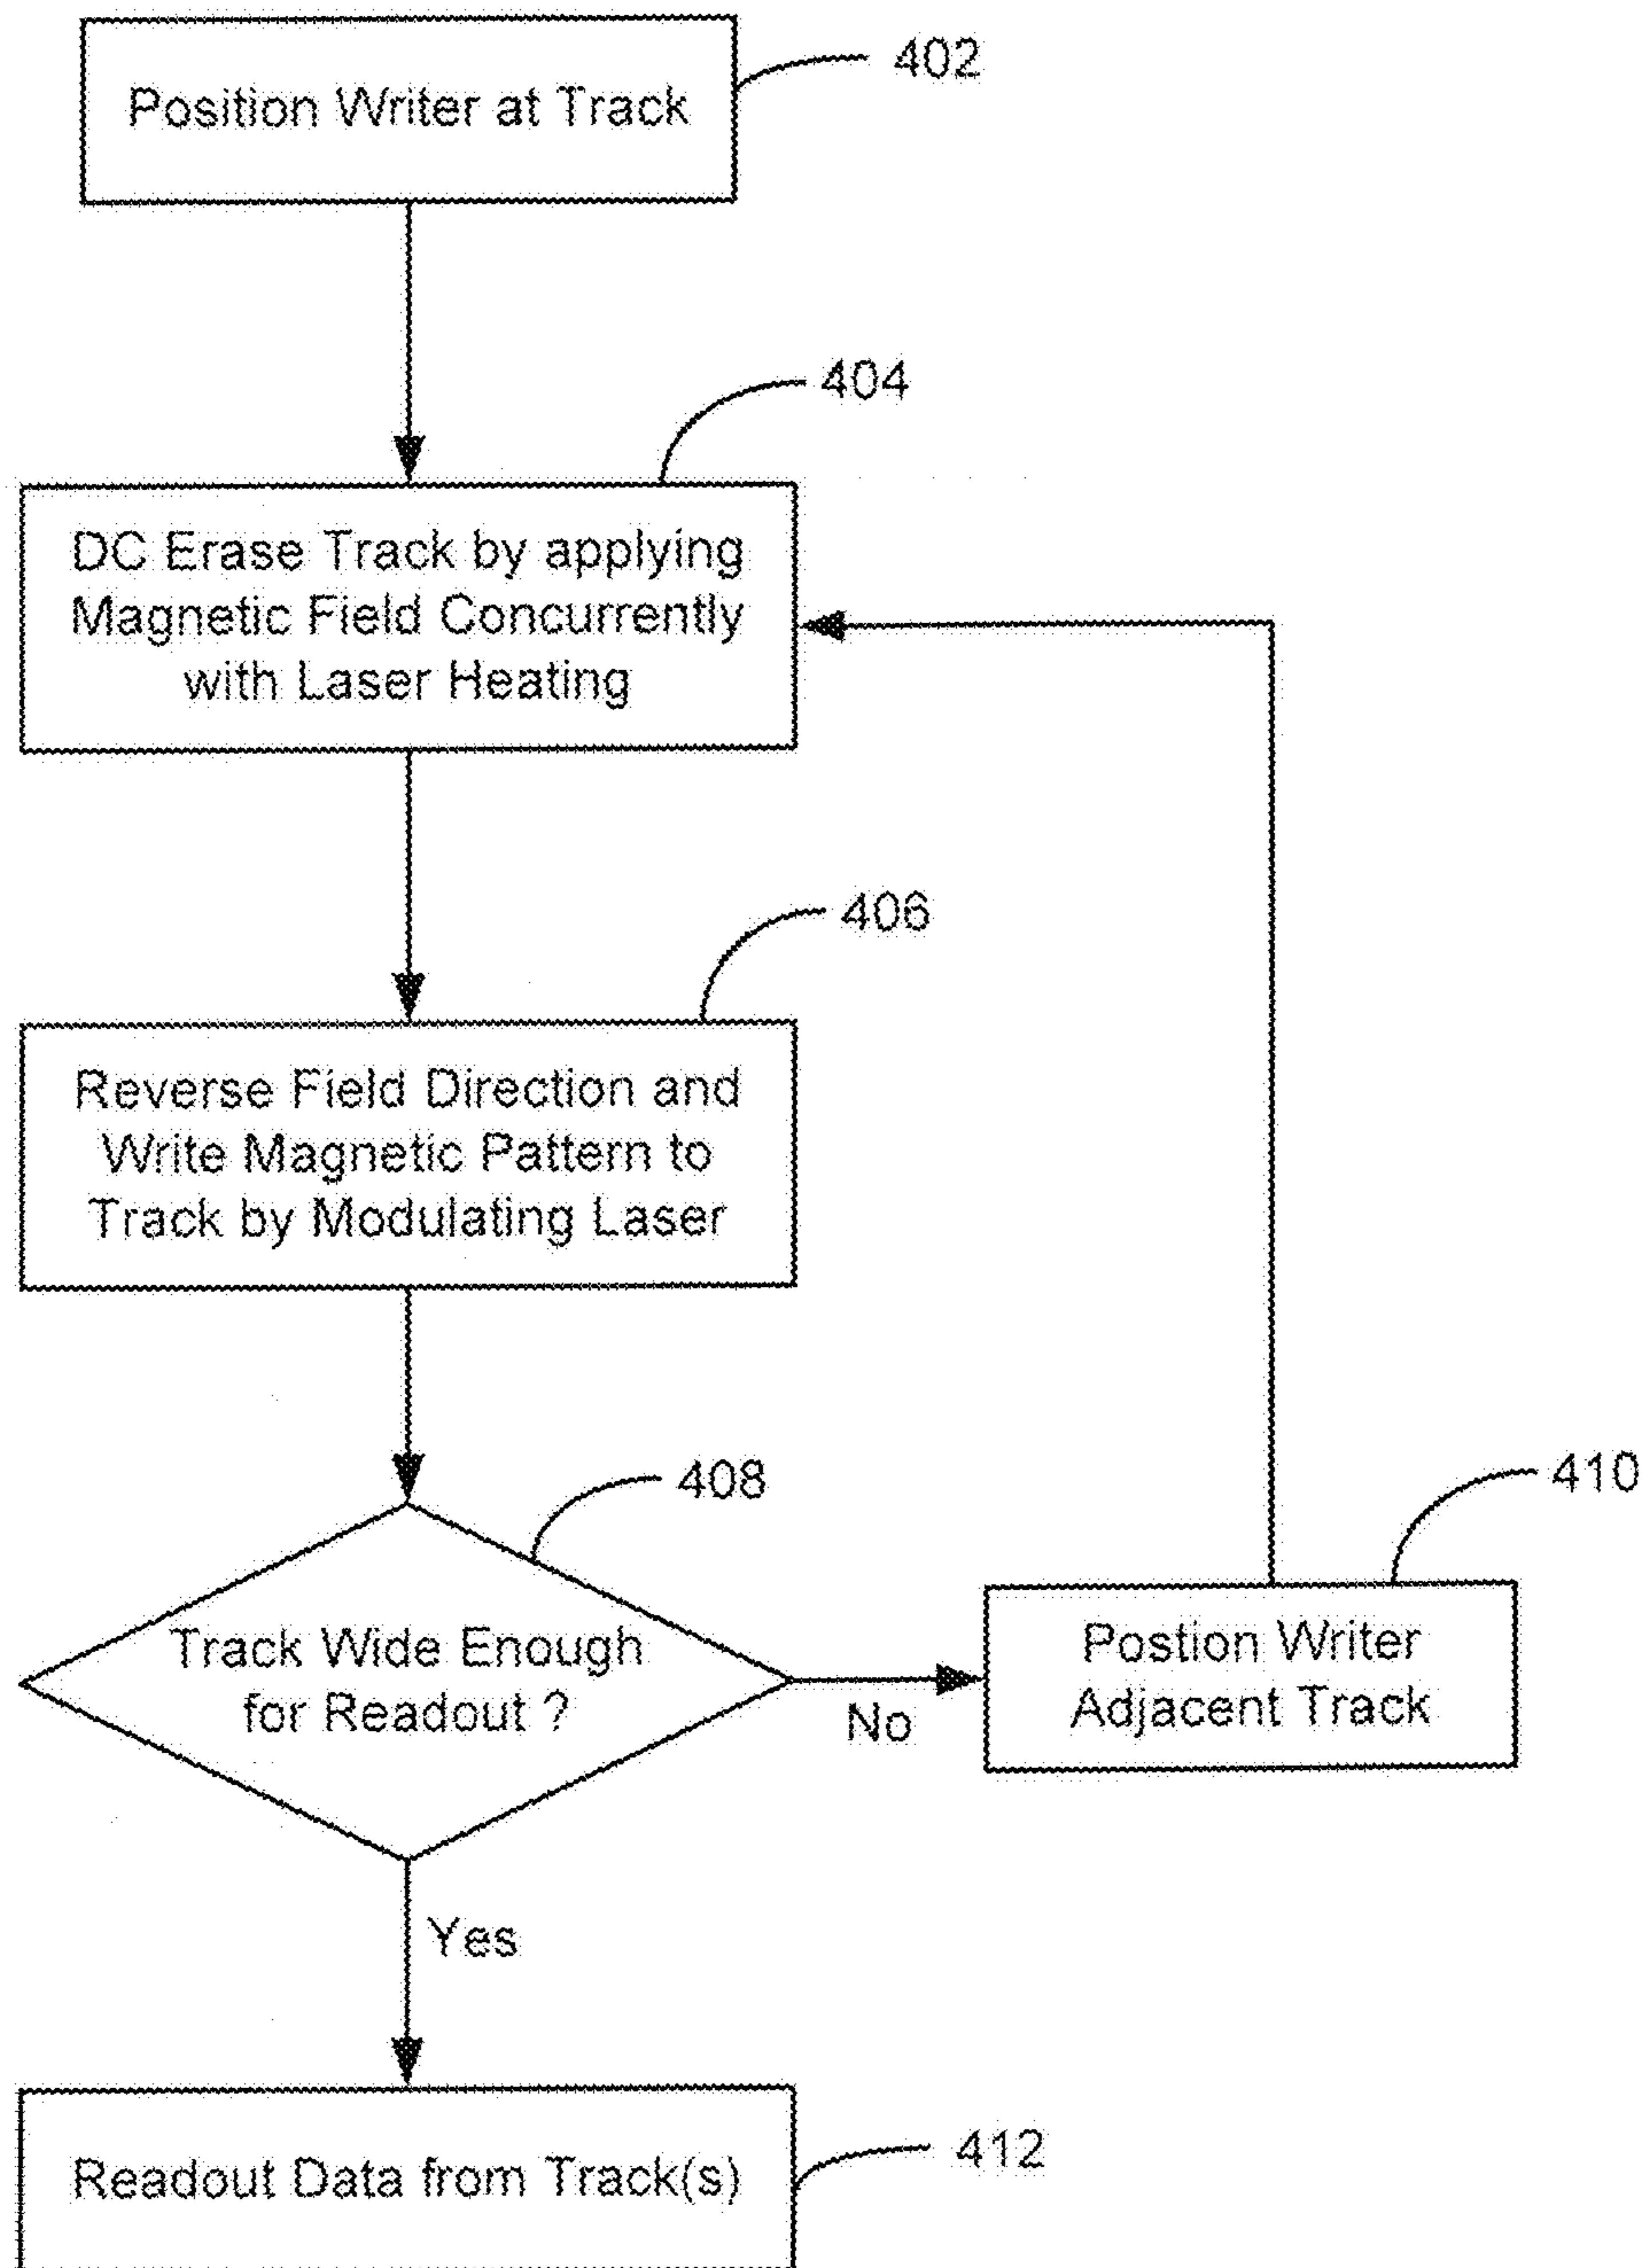 Position Writer at Track
402
404
DC Erase Track by applying
Magnetic Field Concurrently
with Laser Heating
406
Reverse Field Direction and
Write Magnetic Pattern to
Track by Modulating Laser
408
Track Wide Enough
for Readout ?
No
410
Postion Writer
Adjacent Track
Yes
Readout Data from Track(s)
412